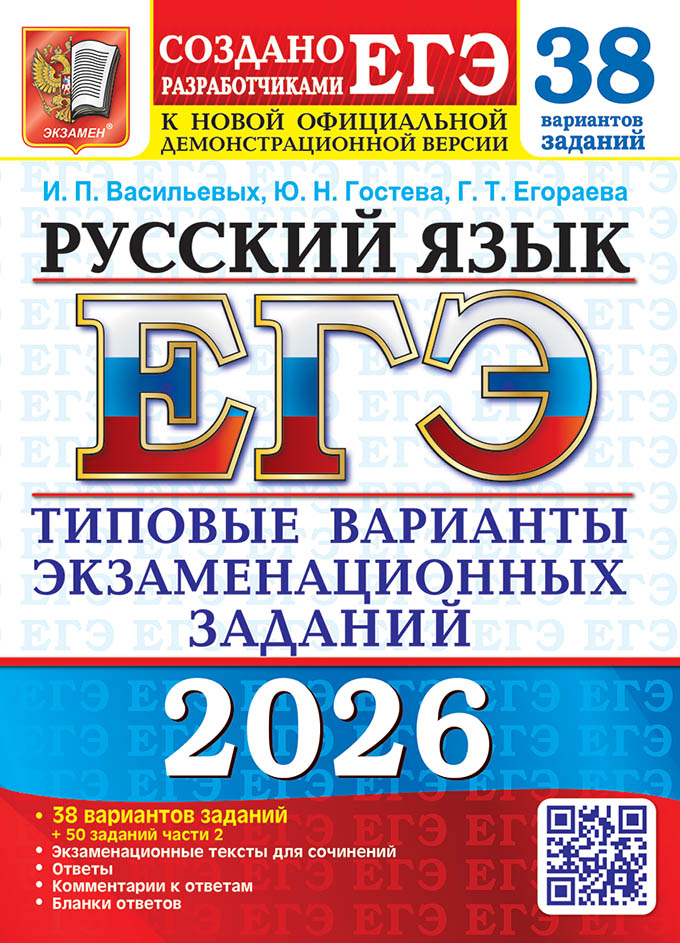 ЭКЗАМЕН®
СОЗДАНО
РАЗРАБОТЧИКАМИ ЕГЭ
К НОВОЙ ОФИЦИАЛЬНОЙ
ДЕМОНСТРАЦИОННОЙ ВЕРСИИ
38
вариантов
заданий
И. П. Васильевых, Ю. Н. Гостева, Г. Т. Егораева
РУССКИЙ ЯЗЫК
ЕГЭ
ТИПОВЫЕ ВАРИАНТЫ
ЭКЗАМЕНАЦИОННЫХ
ЗАДАНИЙ
2026
• 38 вариантов заданий
+ 50 заданий части 2
• Экзаменационные тексты для сочинений
• Ответы
• Комментарии к ответам
• Бланки ответов